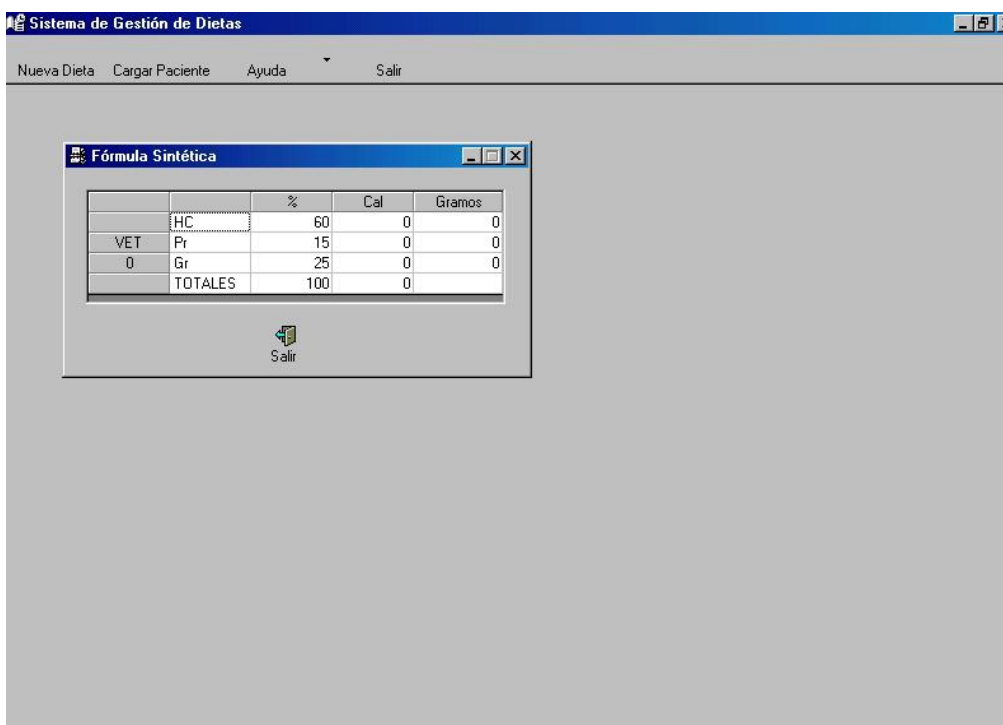 Sistema de Gestión de Dietas
Nueva Dieta Cargar Paciente Ayuda Salir
Fórmula Sintética
% Cal Gramos
HC 60 0 0
VET Pr 15 0 0
0 Gr 25 0 0
TOTALES 100 0
Salir